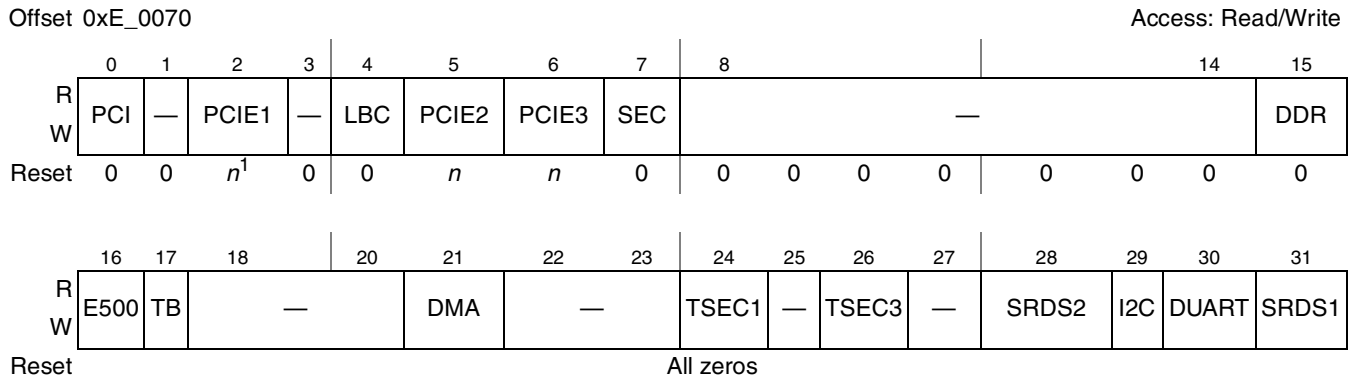 Offset 0xE_0070 Access: Read/Write
0 1 2 3 4 5 6 7 8 14 15
R
W
PCI — PCIE1 — LBC PCIE2 PCIE3 SEC — DDR
Reset 0 0 n1 0 0 n n 0 0 0 0 0 0 0 0 0
16 17 18 20 21 22 23 24 25 26 27 28 29 30 31
R
W
E500 TB — DMA — TSEC1 — TSEC3 — SRDS2 I2C DUART SRDS1
Reset All zeros